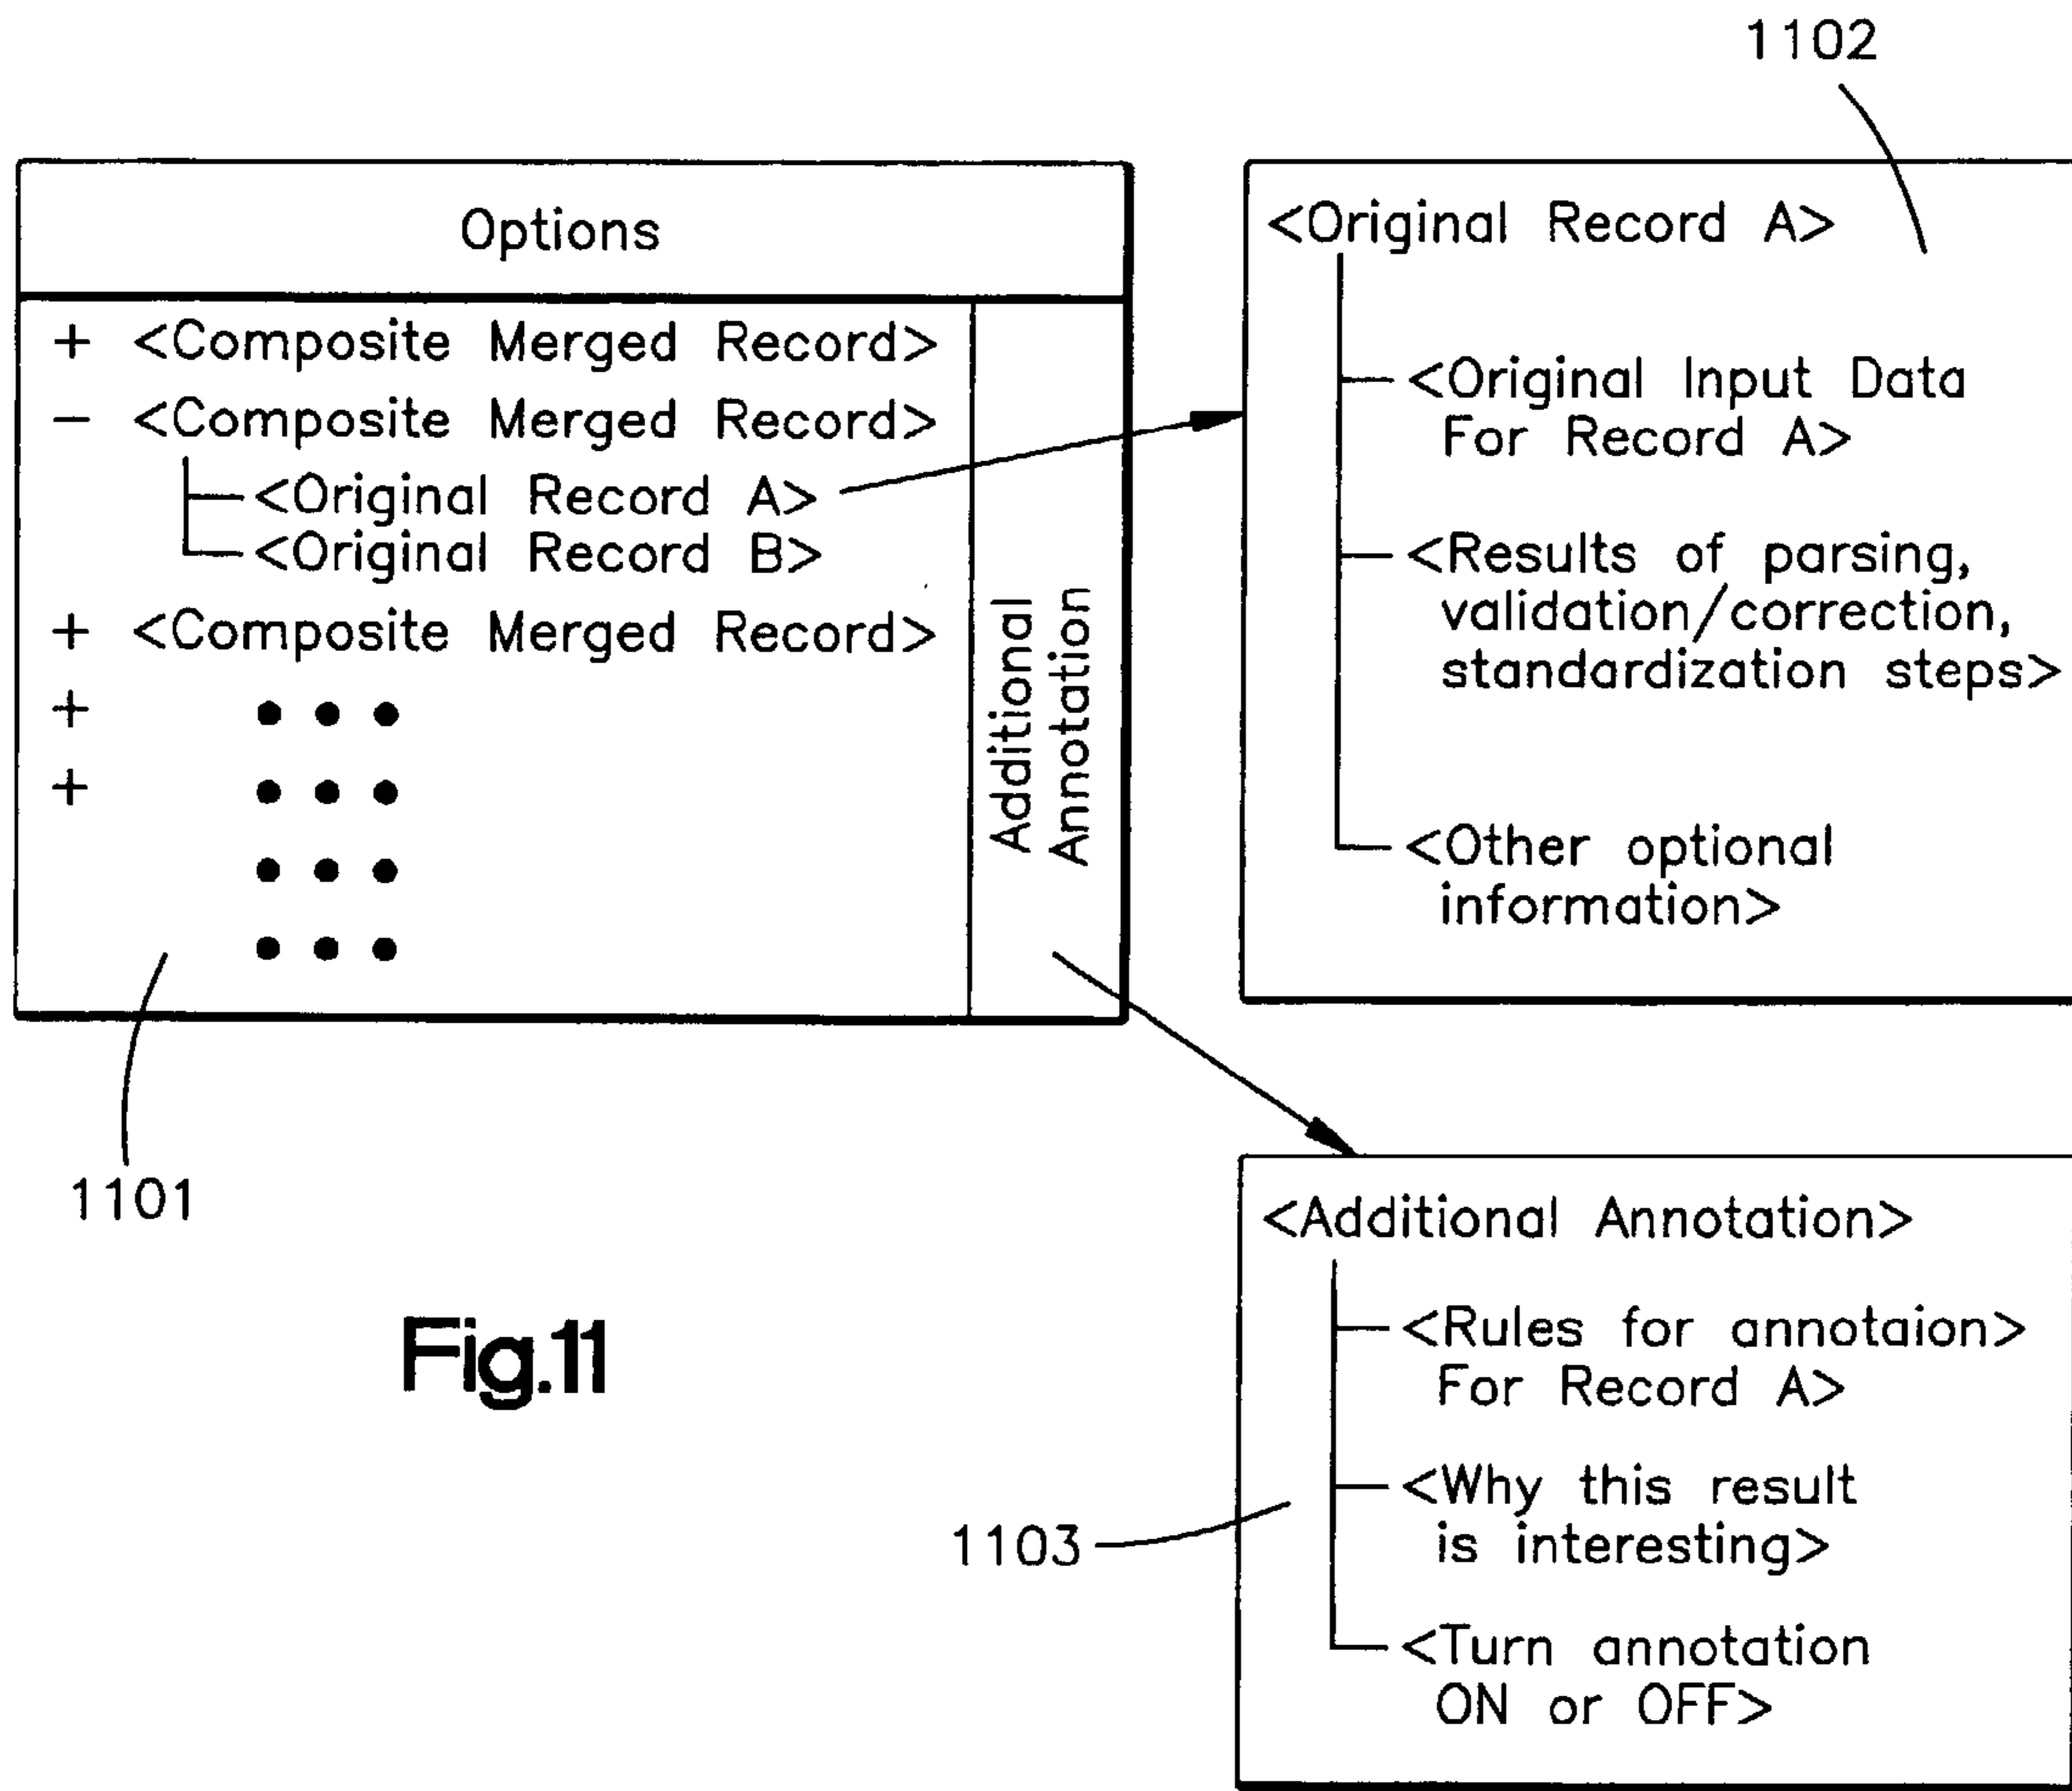 1102
Options
+ <Composite Merged Record>
- <Composite Merged Record>
<Original Record A>
<Original Record B>
+ <Composite Merged Record>
+ • • •
+ • • •
• • •
• • •
Additional
Annotation
1101
<Original Record A>
<Original Input Data
For Record A>
<Results of parsing,
validation/correction,
standardization steps>
<Other optional
information>
<Additional Annotation>
<Rules for annotaion>
For Record A>
<Why this result
is interesting>
<Turn annotation
ON or OFF>
1103
Fig.11